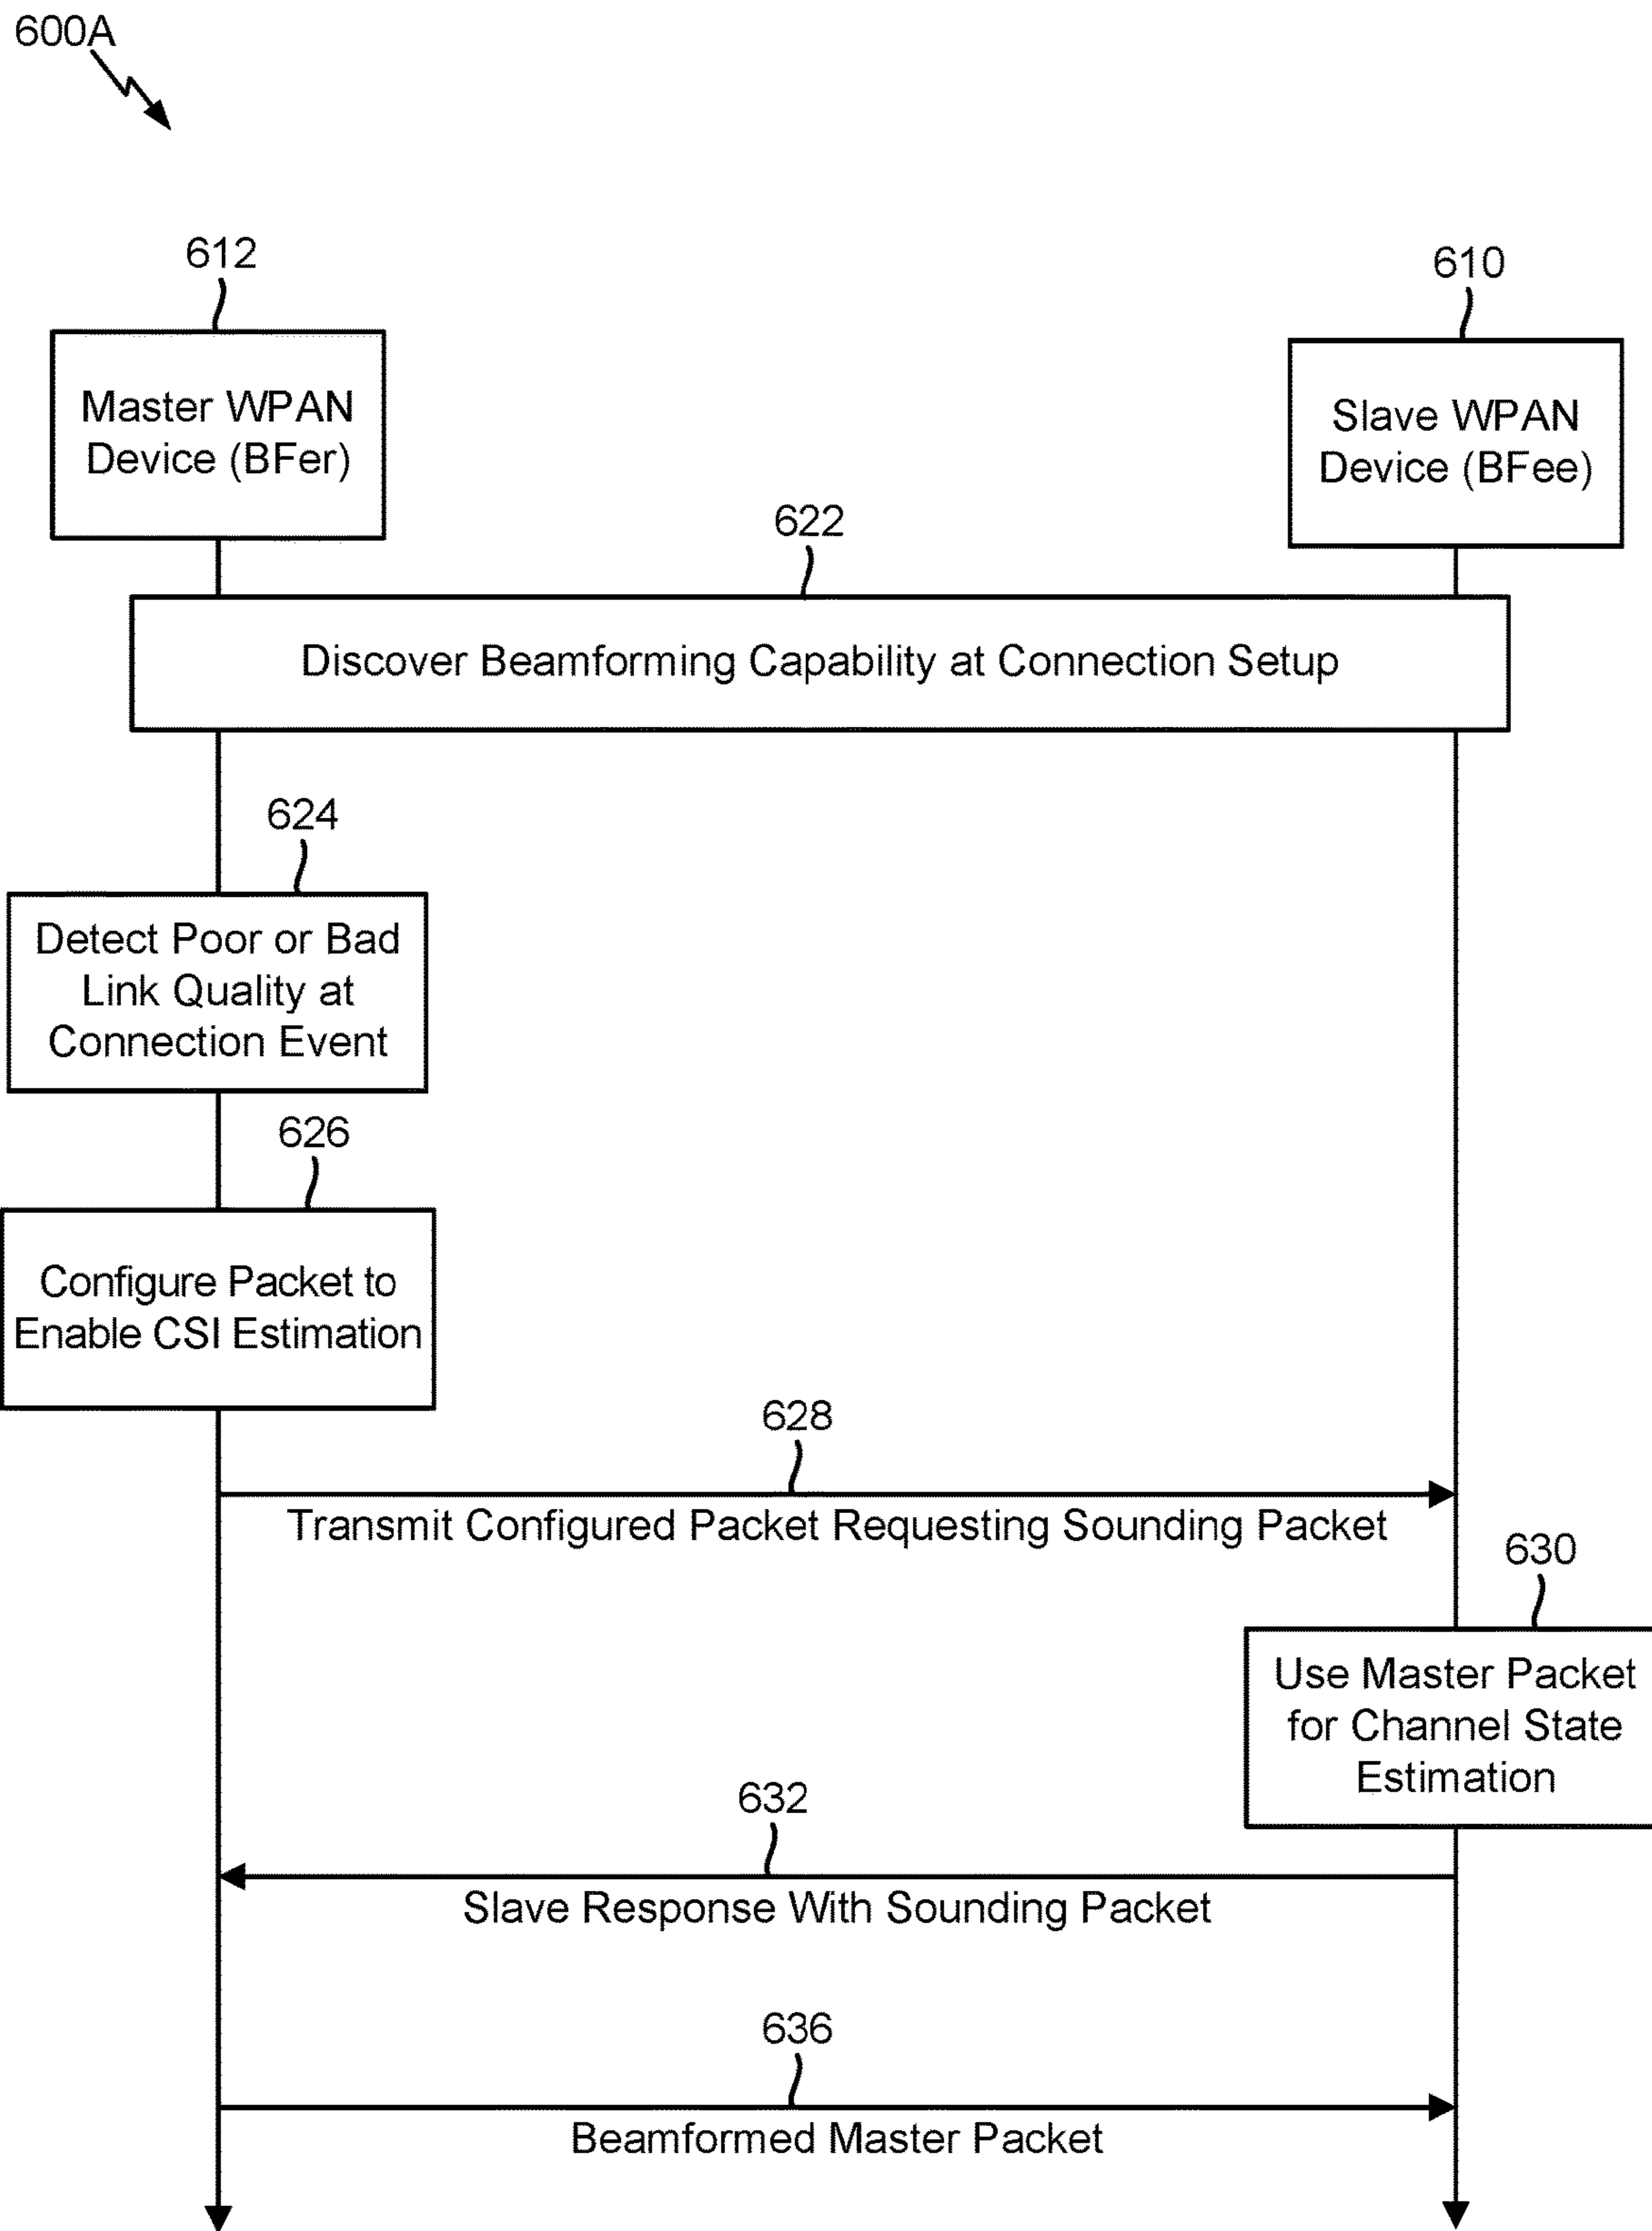 600A
612
610
Master WPAN
Device (BFer)
Slave WPAN
Device (BFee)
622
Discover Beamforming Capability at Connection Setup
624
Detect Poor or Bad
Link Quality at
Connection Event
626
Configure Packet to
Enable CSI Estimation
628
Transmit Configured Packet Requesting Sounding Packet
630
Use Master Packet
for Channel State
Estimation
632
Slave Response With Sounding Packet
636
Beamformed Master Packet